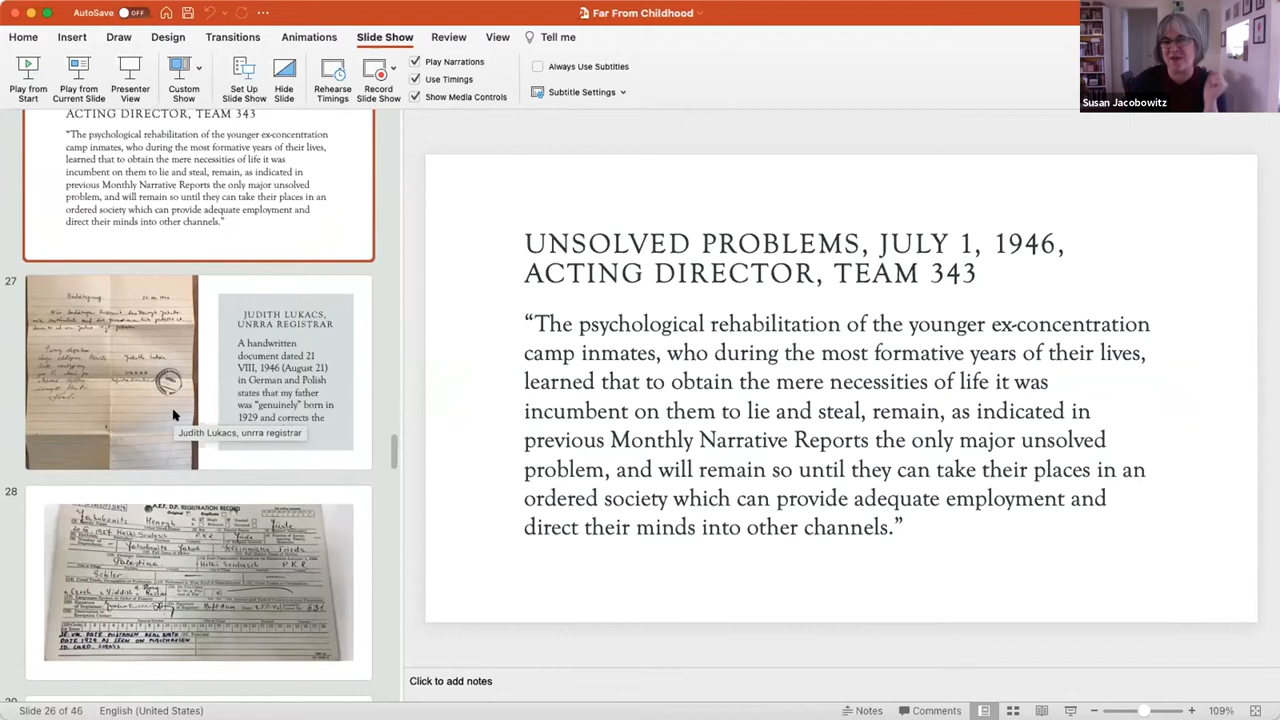 AutoSave OFF
Far From Childhood
Home Insert Draw Design Transitions Animations Slide Show Review View Tell me
Play from Start
Play from Current Slide
Presenter View
Custom Show
Set Up Slide Show
Hide Slide
Rehearse Timings
Record Slide Show
Play Narrations
Use Timings
Show Media Controls
Always Use Subtitles
Subtitle Settings
Susan Jacobowitz
ACTING DIRECTOR, TEAM 343
“The psychological rehabilitation of the younger ex-concentration
camp inmates, who during the most formative years of their lives,
learned that to obtain the mere necessities of life it was
incumbent on them to lie and steal, remain, as indicated in
previous Monthly Narrative Reports the only major unsolved
problem, and will remain so until they can take their places in an
ordered society which can provide adequate employment and
direct their minds into other channels.”
27
JUDITH LUKACS,
UNRRA REGISTRAR
A handwritten
document dated 21
VIII, 1946 (August 21)
in German and Polish
states that my father
was “genuinely” born in
1929 and corrects the
Judith Lukacs, unrra registrar
28
A.E.F. D.P. REGISTRATION RECORD
UNSOLVED PROBLEMS, JULY 1, 1946,
ACTING DIRECTOR, TEAM 343
“The psychological rehabilitation of the younger ex-concentration
camp inmates, who during the most formative years of their lives,
learned that to obtain the mere necessities of life it was
incumbent on them to lie and steal, remain, as indicated in
previous Monthly Narrative Reports the only major unsolved
problem, and will remain so until they can take their places in an
ordered society which can provide adequate employment and
direct their minds into other channels.”
Click to add notes
Slide 26 of 46 English (United States) Notes Comments 109%